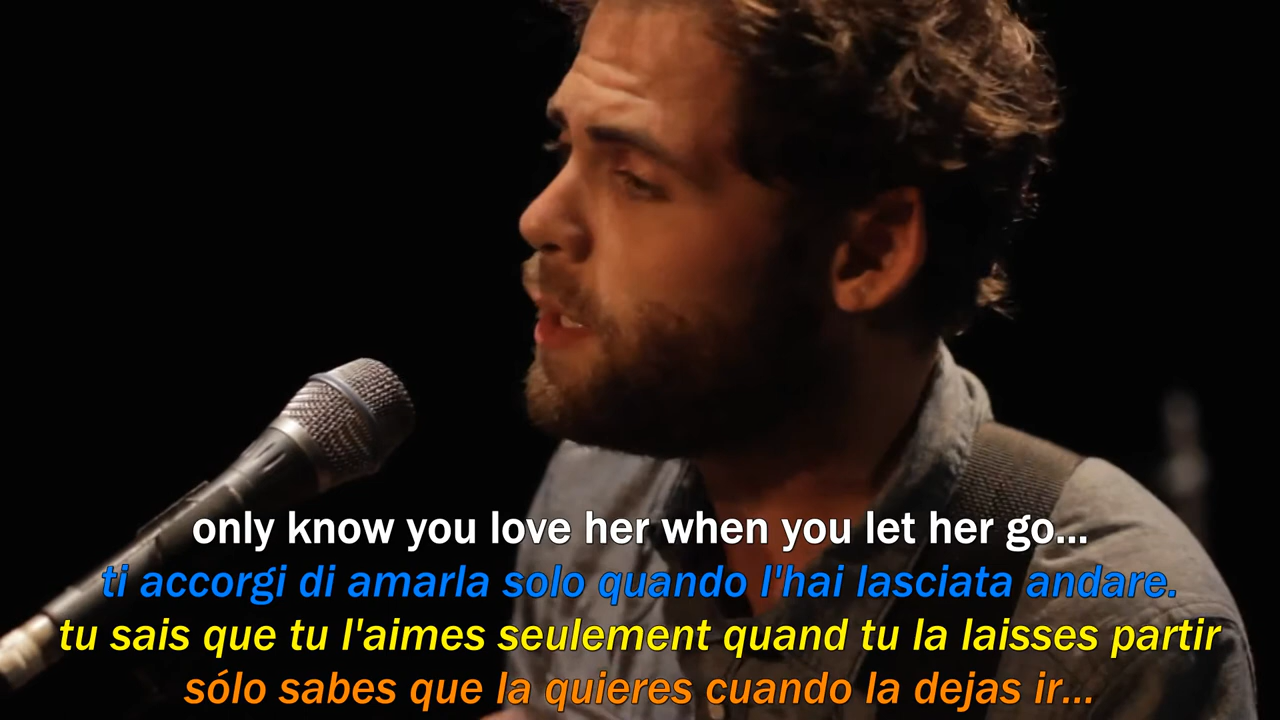 only know you love her when you let her go...
ti accorgi di amarla solo quando l'hai lasciata andare.
tu sais que tu l'aimes seulement quand tu la laisses partir
sólo sabes que la quieres cuando la dejas ir...